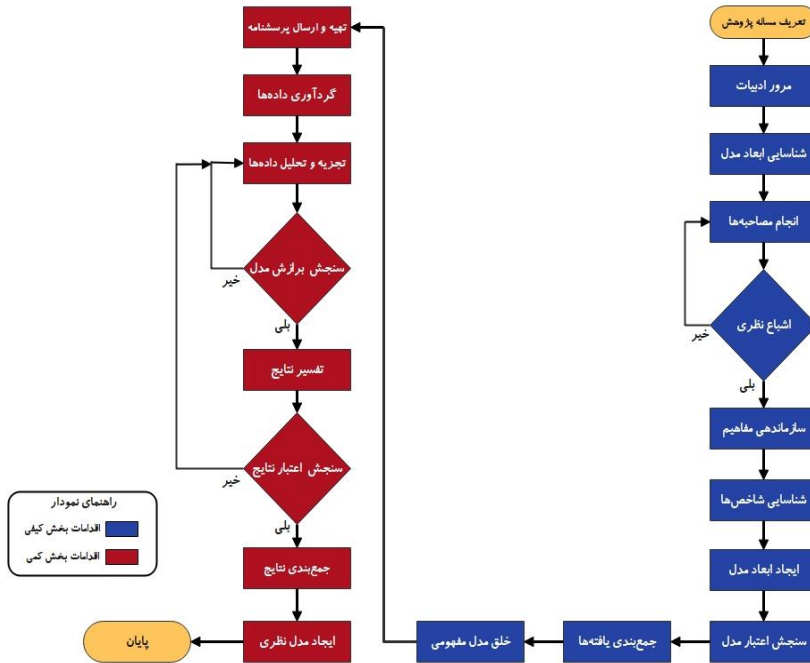 تعریف مساله پژوهش
مرور ادبیات
شناسایی ابعاد مدل
انجام مصاحبه‌ها
اشباع نظری
خیر
بلی
سازماندهی مفاهیم
شناسایی شاخص‌ها
ایجاد ابعاد مدل
سنجش اعتبار مدل
جمع‌بندی یافته‌ها
خلق مدل مفهومی
تهیه و ارسال پرسشنامه
گردآوری داده‌ها
تجزیه و تحلیل داده‌ها
سنجش برازش مدل
خیر
بلی
تفسیر نتایج
سنجش اعتبار نتایج
خیر
بلی
جمع‌بندی نتایج
ایجاد مدل نظری
پایان
راهنمای نمودار
اقدامات بخش کیفی
اقدامات بخش کمی